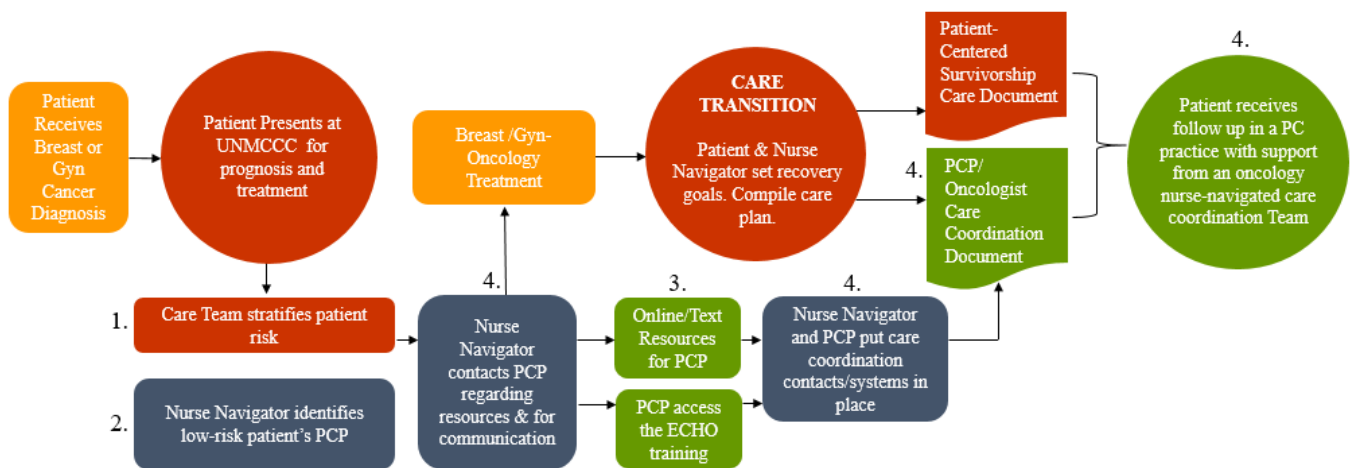 Patient
Receives
Breast or
Gyn
Cancer
Diagnosis
Patient Presents at
UNMCCC for
prognosis and
treatment
1.
Care Team stratifies patient
risk
2.
Nurse Navigator identifies
low-risk patient's PCP
4.
Nurse
Navigator
contacts PCP
regarding
resources & for
communication
Breast /Gyn-
Oncology
Treatment
3.
Online/Text
Resources
for PCP
PCP access
the ECHO
training
4.
Nurse Navigator
and PCP put care
coordination
contacts/systems in
place
CARE
TRANSITION
Patient & Nurse
Navigator set recovery
goals. Compile care
plan.
Patient-
Centered
Survivorship
Care Document
4.
PCP/
Oncologist
Care
Coordination
Document
4.
Patient receives
follow up in a PC
practice with support
from an oncology
nurse-navigated care
coordination Team